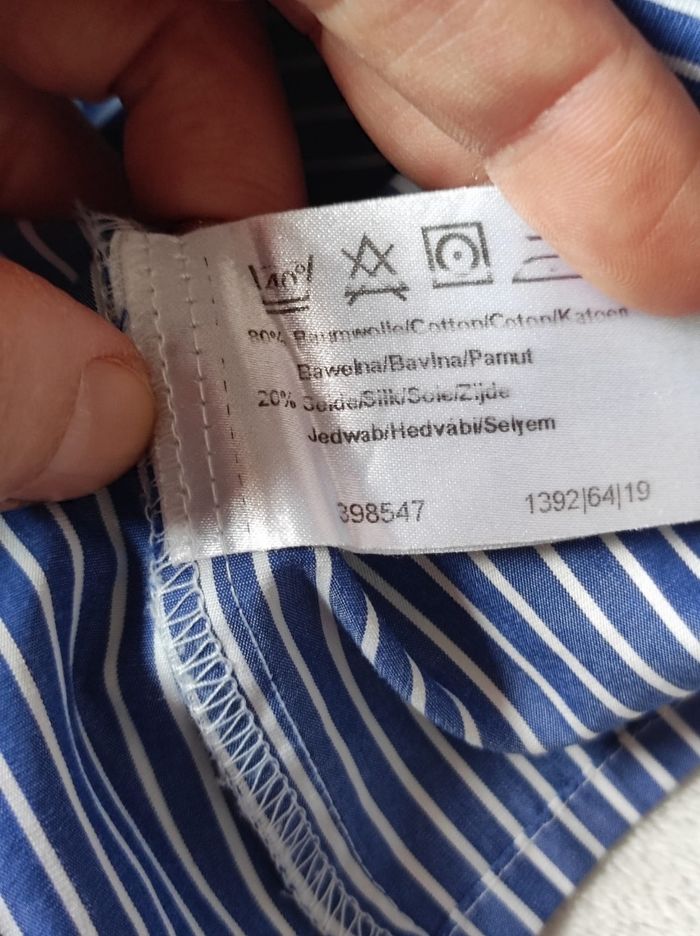 40°
80% Baumwolle/Cotton/Coton/Katoen
Bawełna/Bavlna/Pamut
20% Seide/Silk/Soie/Zijde
Jedwab/Hedvábí/Selyem
398547 1392|64|19